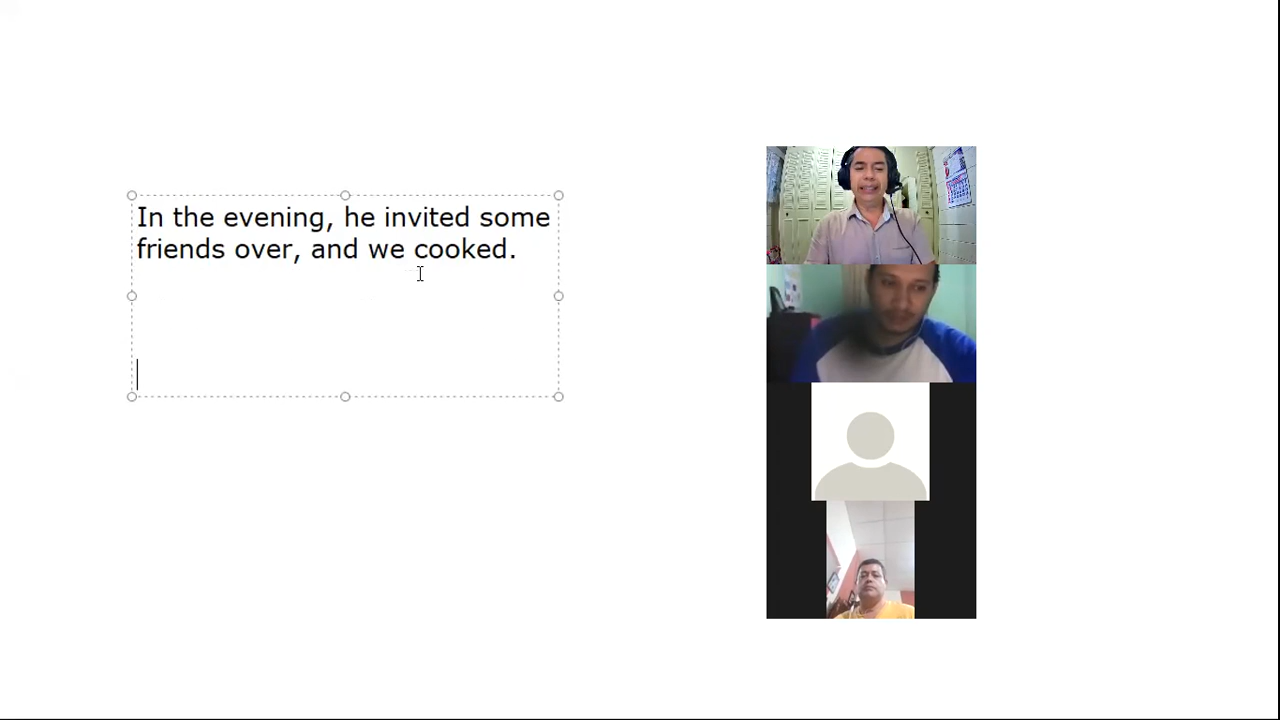 In the evening, he invited some
friends over, and we cooked.